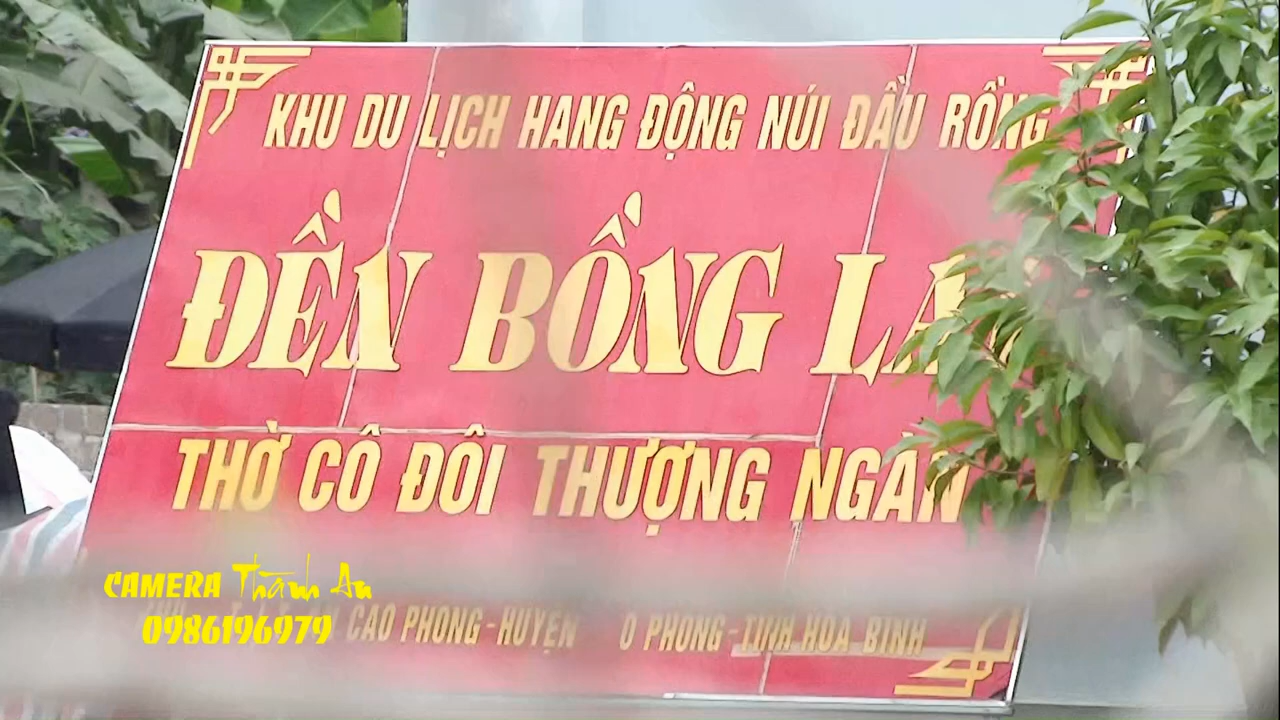 KHU DU LỊCH HANG ĐỘNG NÚI ĐẦU RỒNG
ĐỀN BỒNG LA
THỜ CÔ ĐÔI THƯỢNG NGÀN
CAMERA Thành An
0986196979
CAO PHONG-HUYỆN O PHONG-TỈNH HÒA BÌNH